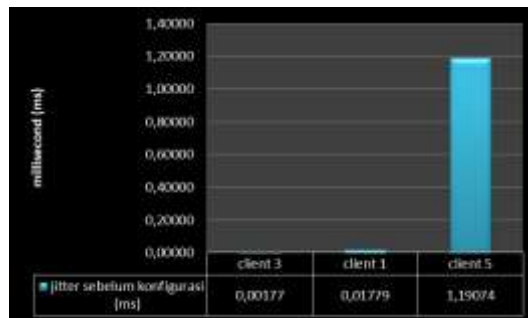 1,40000
1,20000
1,00000
0,80000
0,60000
0,40000
0,20000
0,00000
millisecond (ms)
client 3 client 1 client 5
jitter sebelum konfigurasi (ms) 0,00177 0,01779 1,19074